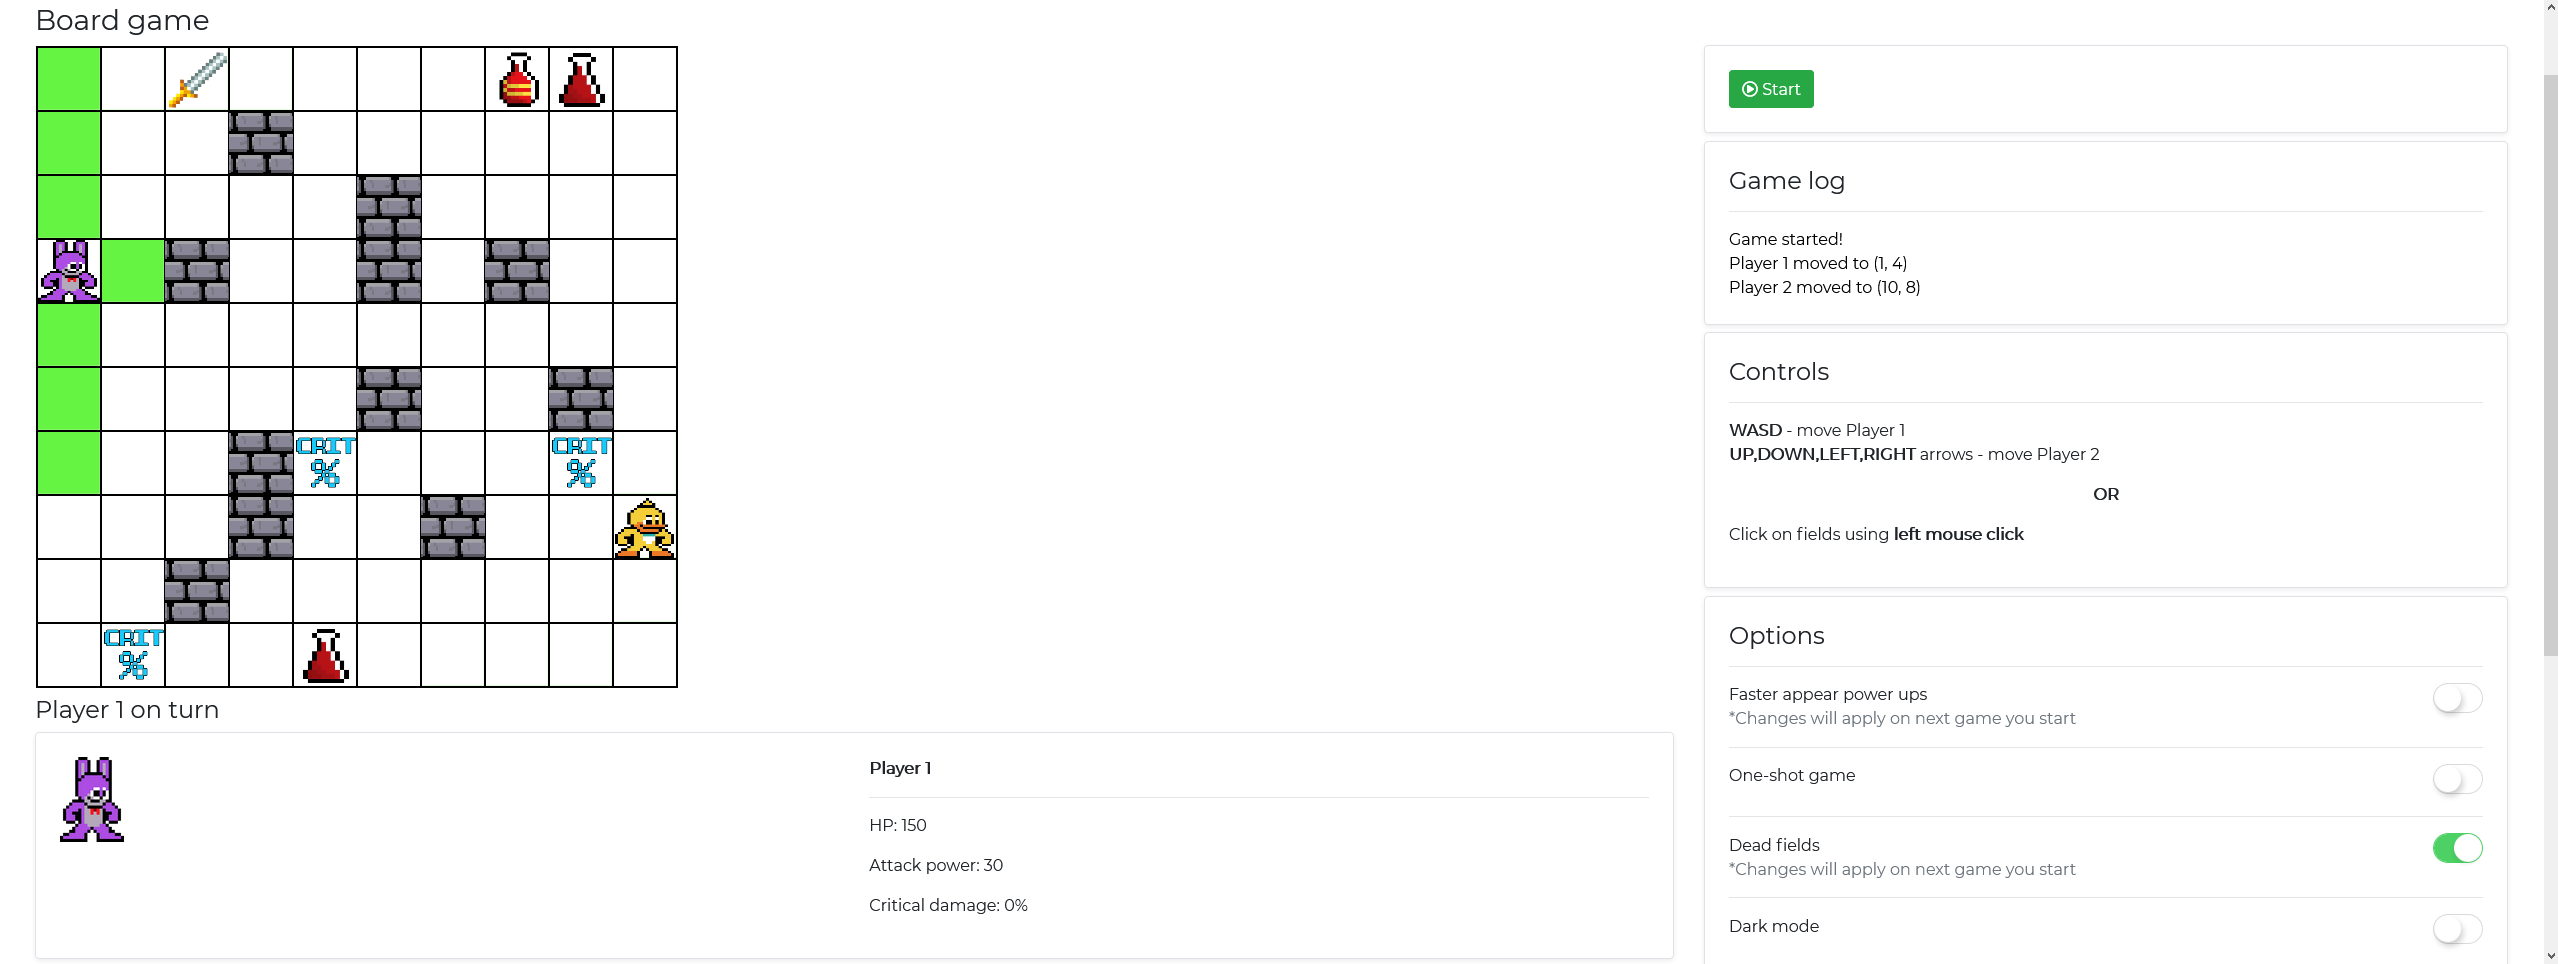 Board game
CRIT
%
CRIT
%
CRIT
%
Player 1 on turn
Player 1
HP: 150
Attack power: 30
Critical damage: 0%
Start
Game log
Game started!
Player 1 moved to (1, 4)
Player 2 moved to (10, 8)
Controls
WASD - move Player 1
UP,DOWN,LEFT,RIGHT arrows - move Player 2
OR
Click on fields using left mouse click
Options
Faster appear power ups
*Changes will apply on next game you start
One-shot game
Dead fields
*Changes will apply on next game you start
Dark mode